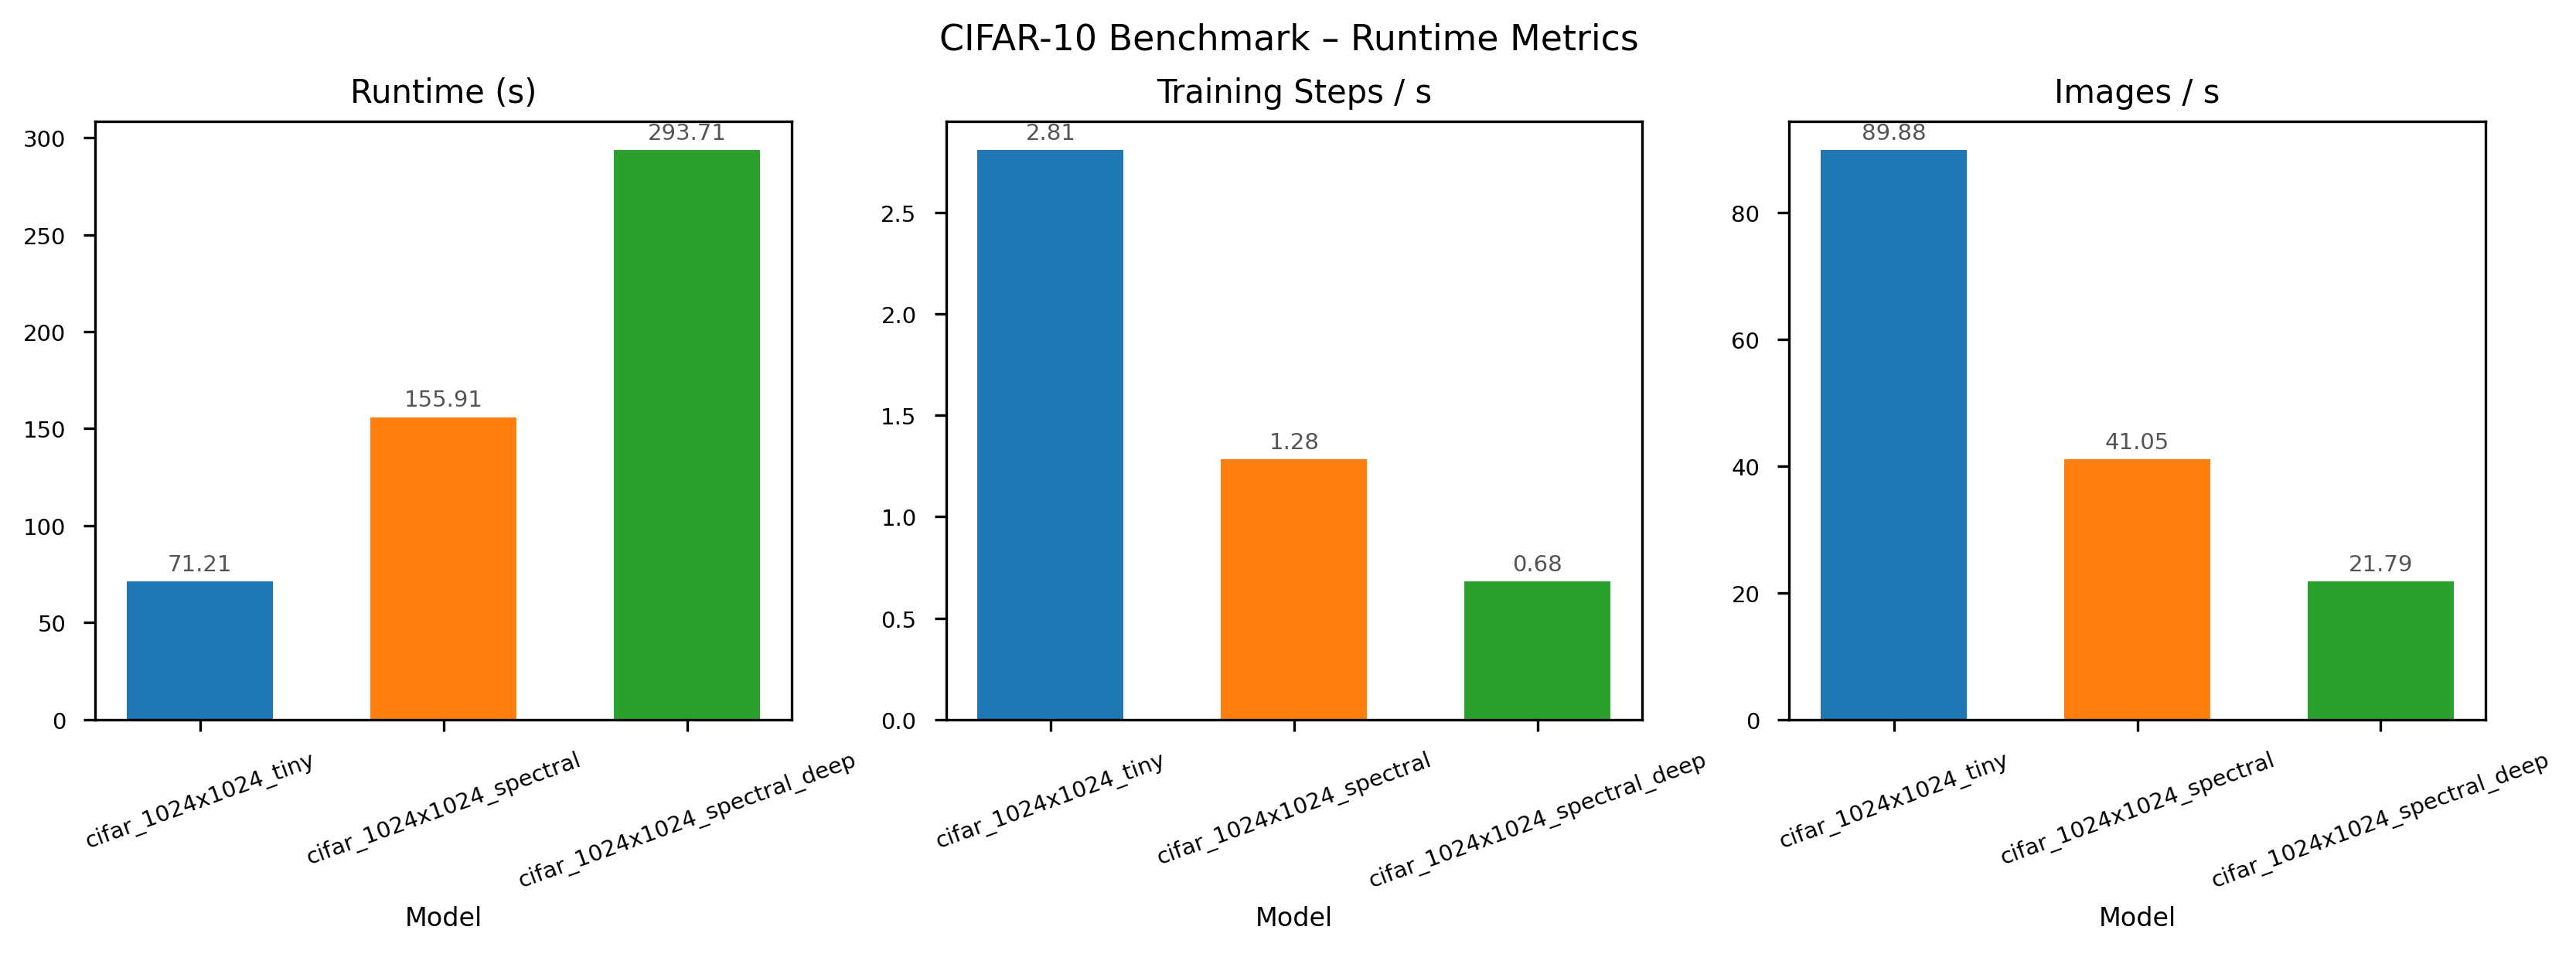 CIFAR-10 Benchmark – Runtime Metrics
Runtime (s)
300
250
200
150
100
50
0
71.21
155.91
293.71
cifar_1024x1024_tiny
cifar_1024x1024_spectral
cifar_1024x1024_spectral_deep
Model
Training Steps / s
2.5
2.0
1.5
1.0
0.5
0.0
2.81
1.28
0.68
cifar_1024x1024_tiny
cifar_1024x1024_spectral
cifar_1024x1024_spectral_deep
Model
Images / s
80
60
40
20
0
89.88
41.05
21.79
cifar_1024x1024_tiny
cifar_1024x1024_spectral
cifar_1024x1024_spectral_deep
Model